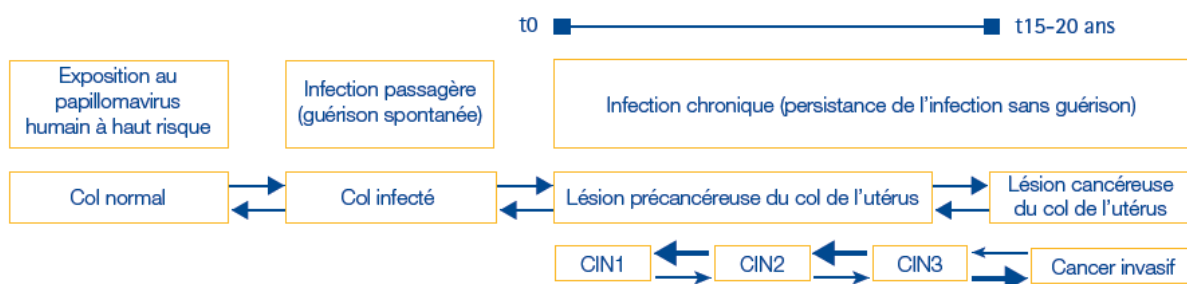 t0
t15-20 ans
Exposition au
papillomavirus
humain à haut risque
Infection passagère
(guérison spontanée)
Infection chronique (persistance de l'infection sans guérison)
Col normal
Col infecté
Lésion précancéreuse du col de l'utérus
Lésion cancéreuse
du col de l'utérus
CIN1
CIN2
CIN3
Cancer invasif